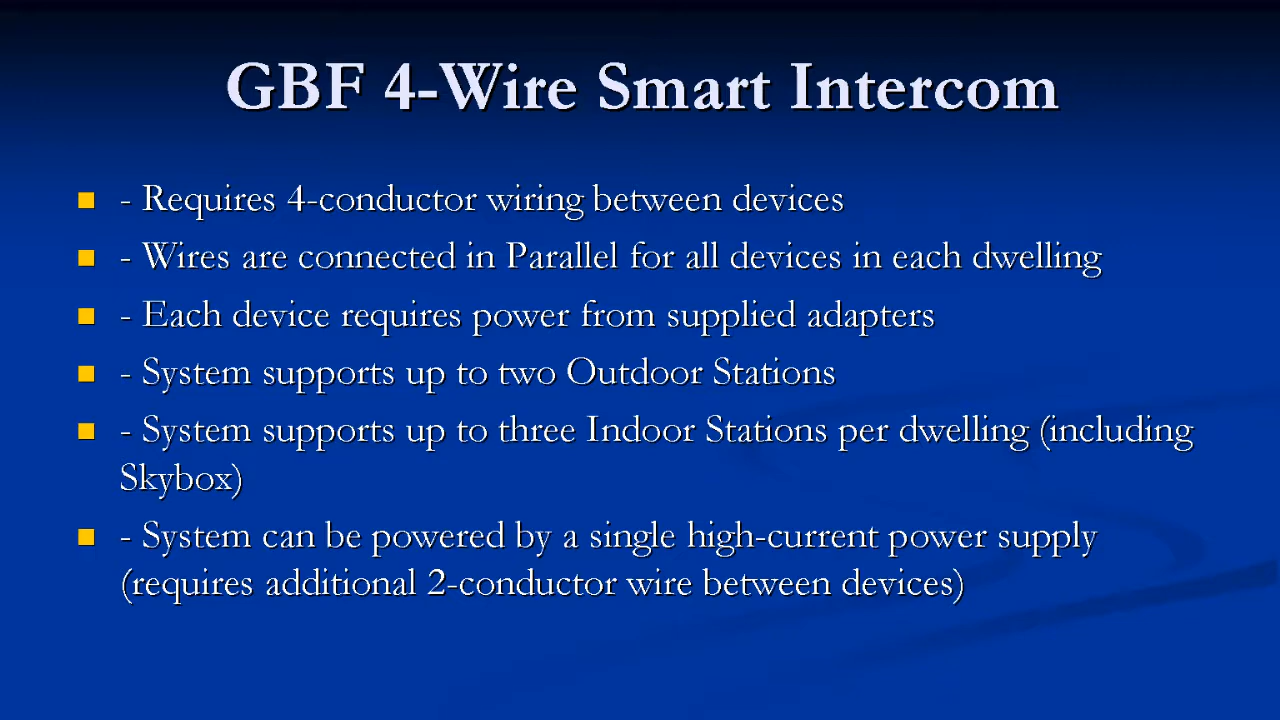 GBF 4-Wire Smart Intercom
- Requires 4-conductor wiring between devices
- Wires are connected in Parallel for all devices in each dwelling
- Each device requires power from supplied adapters
- System supports up to two Outdoor Stations
- System supports up to three Indoor Stations per dwelling (including
Skybox)
- System can be powered by a single high-current power supply
(requires additional 2-conductor wire between devices)